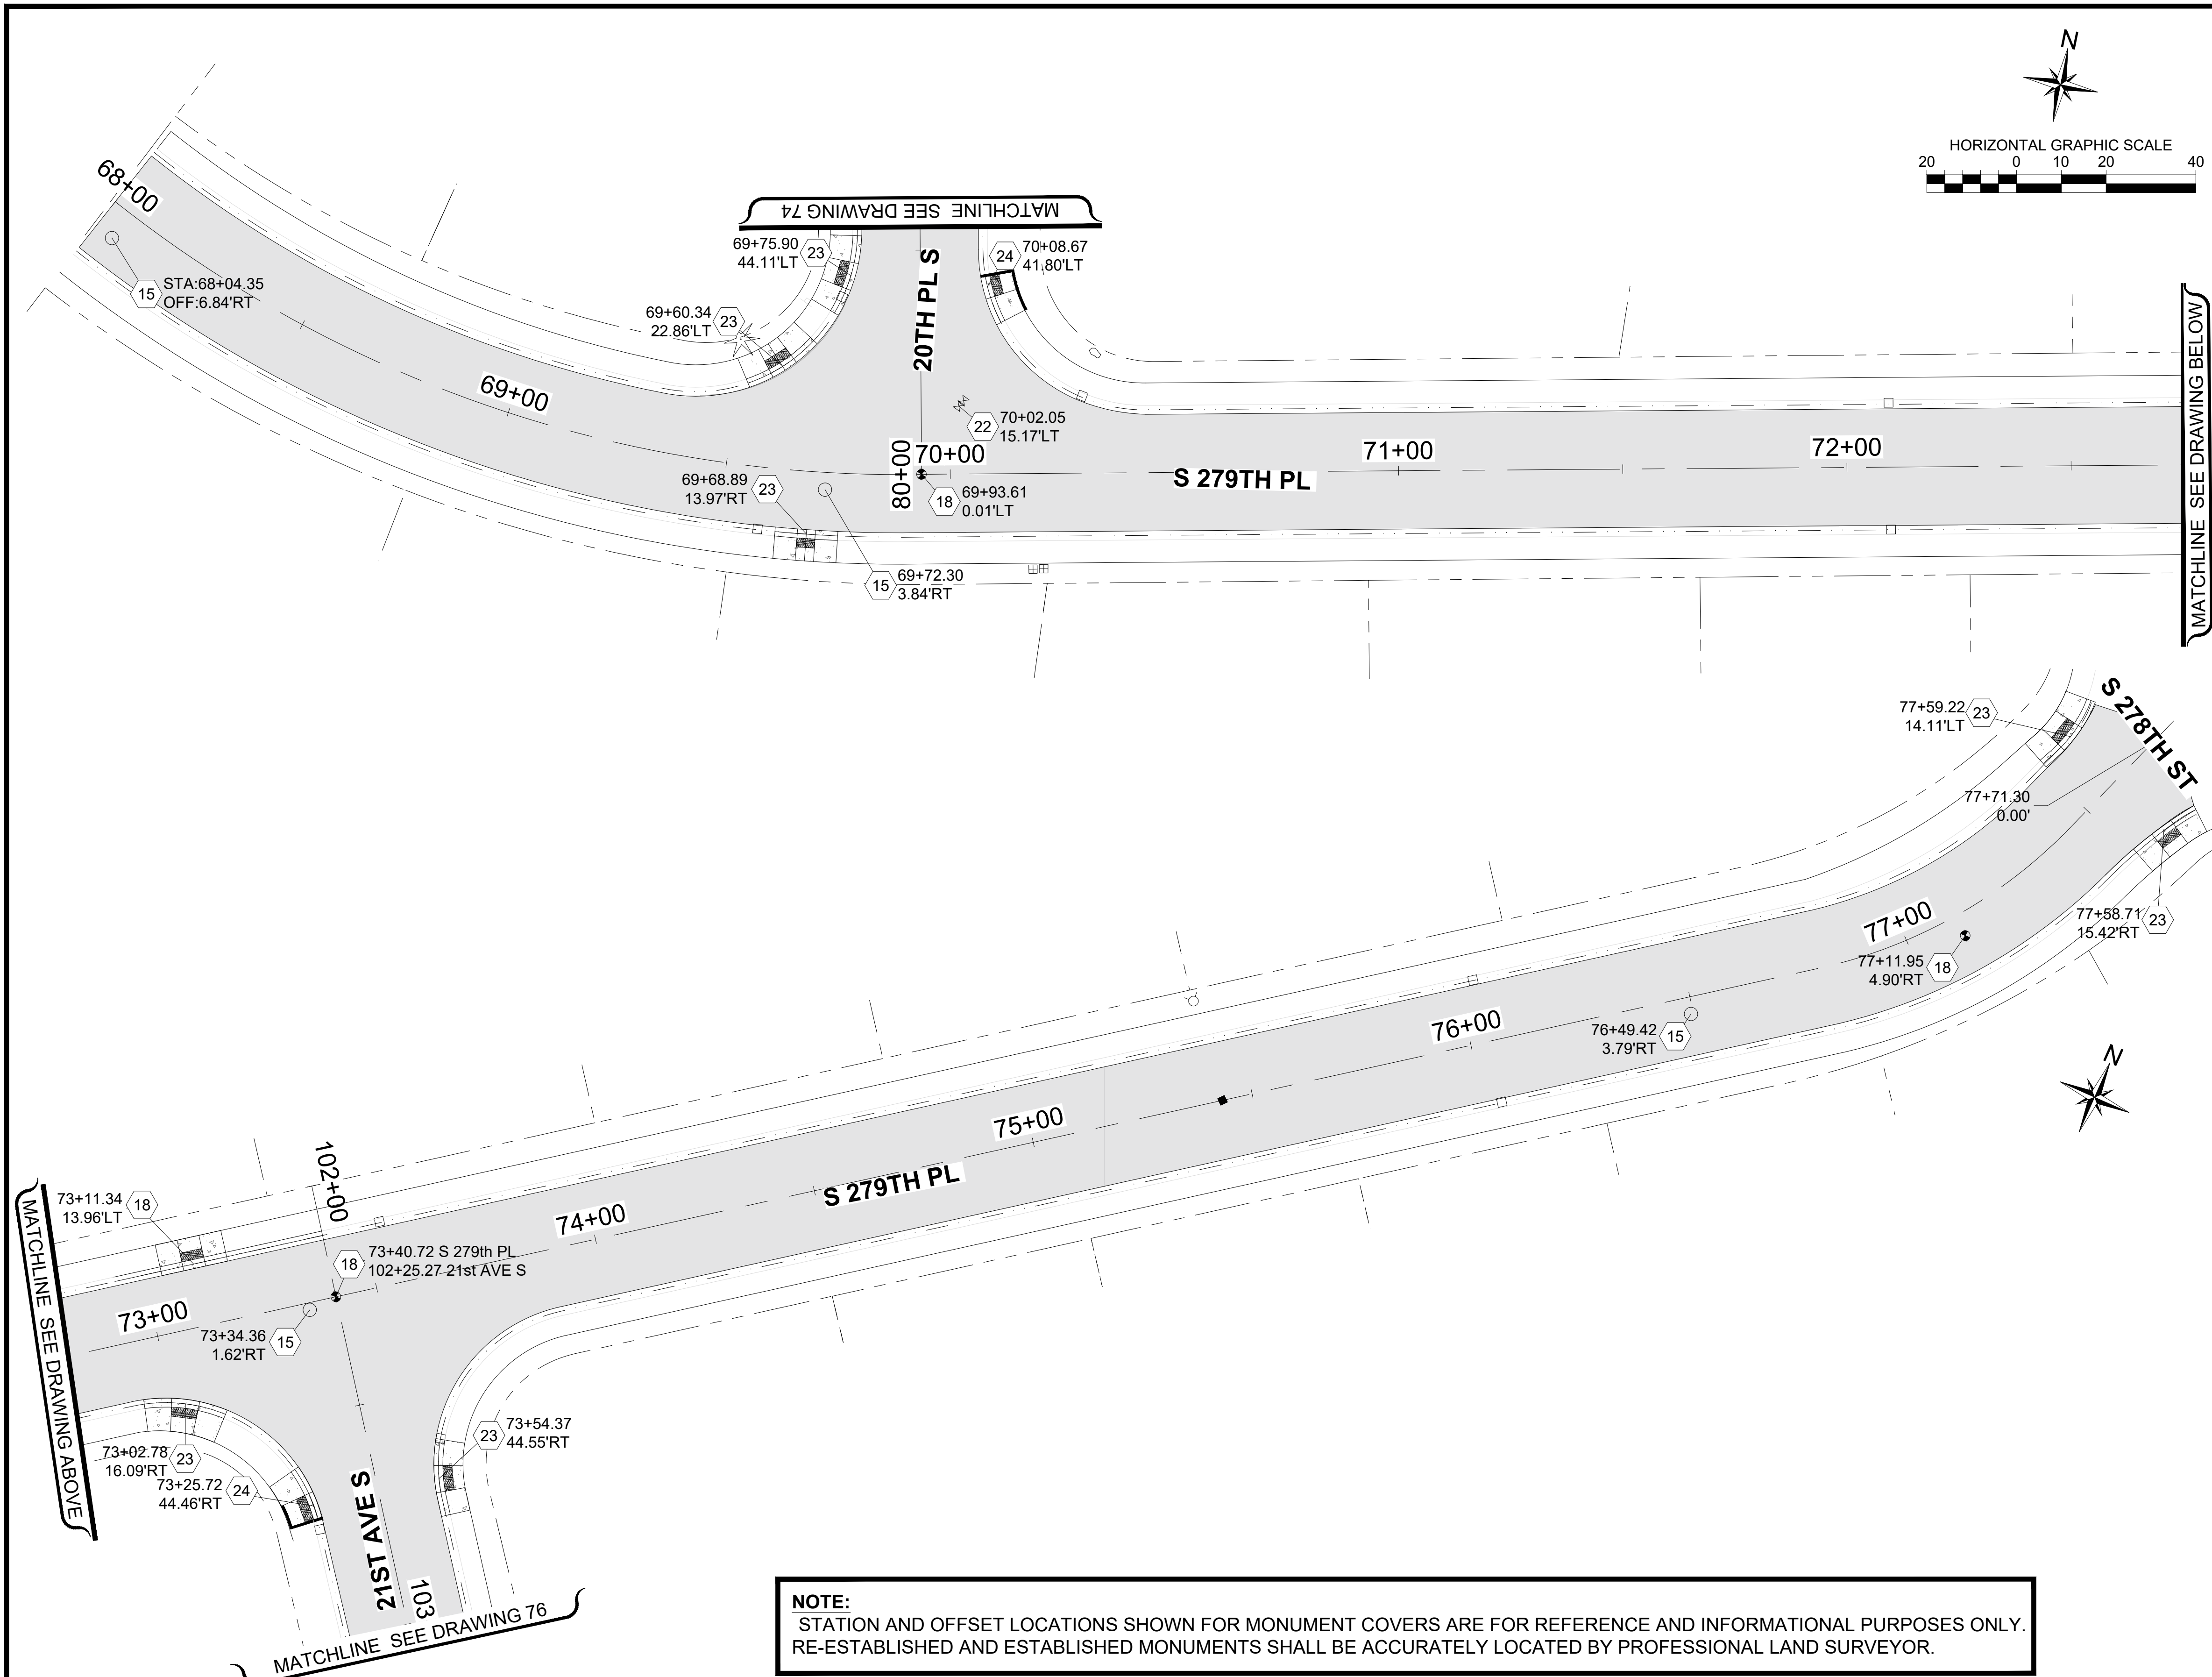 N
HORIZONTAL GRAPHIC SCALE
20 0 10 20 40
68+00
15
STA:68+04.35
OFF:6.84'RT
MATCHLINE SEE DRAWING 74
69+75.90
44.11'LT
23
24
70+08.67
41.80'LT
69+60.34
22.86'LT
23
20TH PL S
69+00
22
70+02.05
15.17'LT
80+00
70+00
71+00
72+00
S 279TH PL
69+68.89
13.97'RT
23
18
69+93.61
0.01'LT
15
69+72.30
3.84'RT
MATCHLINE SEE DRAWING BELOW
S 278TH ST
77+59.22
14.11'LT
23
77+71.30
0.00'
77+58.71
15.42'RT
23
77+00
77+11.95
4.90'RT
18
76+00
76+49.42
3.79'RT
15
N
75+00
S 279TH PL
74+00
102+00
73+11.34
13.96'LT
18
18
73+40.72 S 279th PL
102+25.27 21st AVE S
73+00
73+34.36
1.62'RT
15
MATCHLINE SEE DRAWING ABOVE
73+02.78
16.09'RT
23
73+25.72
44.46'RT
24
23
73+54.37
44.55'RT
21ST AVE S
103
MATCHLINE SEE DRAWING 76
NOTE:
STATION AND OFFSET LOCATIONS SHOWN FOR MONUMENT COVERS ARE FOR REFERENCE AND INFORMATIONAL PURPOSES ONLY.
RE-ESTABLISHED AND ESTABLISHED MONUMENTS SHALL BE ACCURATELY LOCATED BY PROFESSIONAL LAND SURVEYOR.